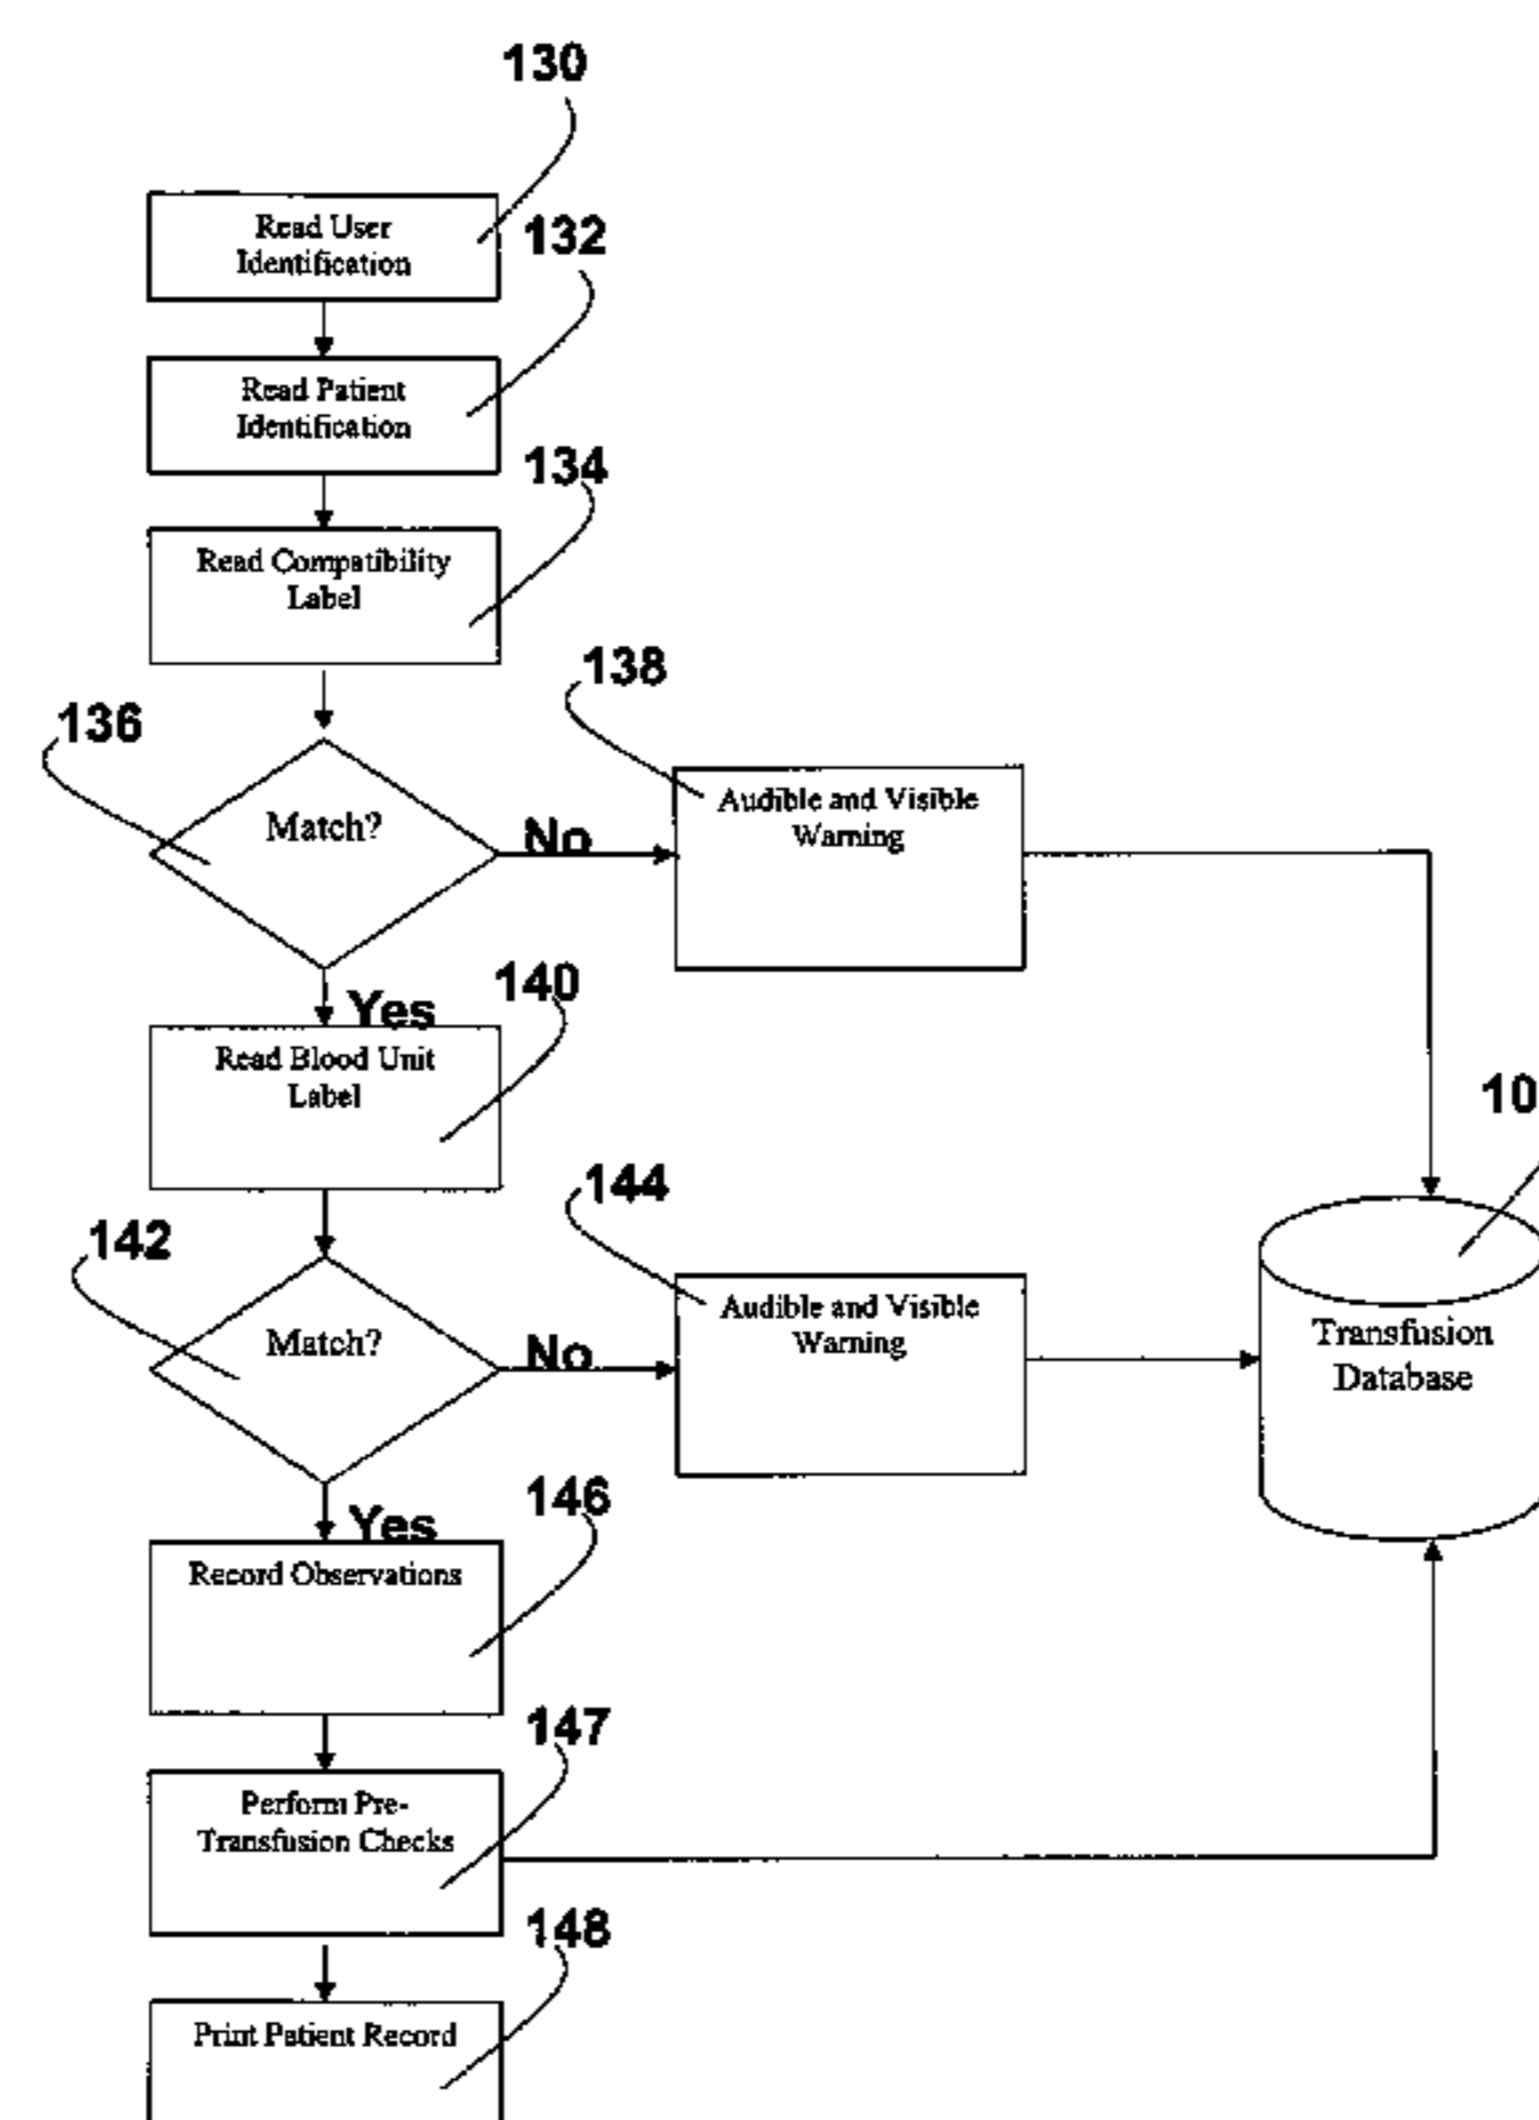 130
Read User
Identification
132
Read Patient
Identification
134
Read Compatibility
Label
136
Match?
No
138
Audible and Visible
Warning
Yes
140
Read Blood Unit
Label
10
142
Match?
No
144
Audible and Visible
Warning
Transfusion
Database
Yes
146
Record Observations
147
Perform Pre-
Transfusion Checks
148
Print Patient Record